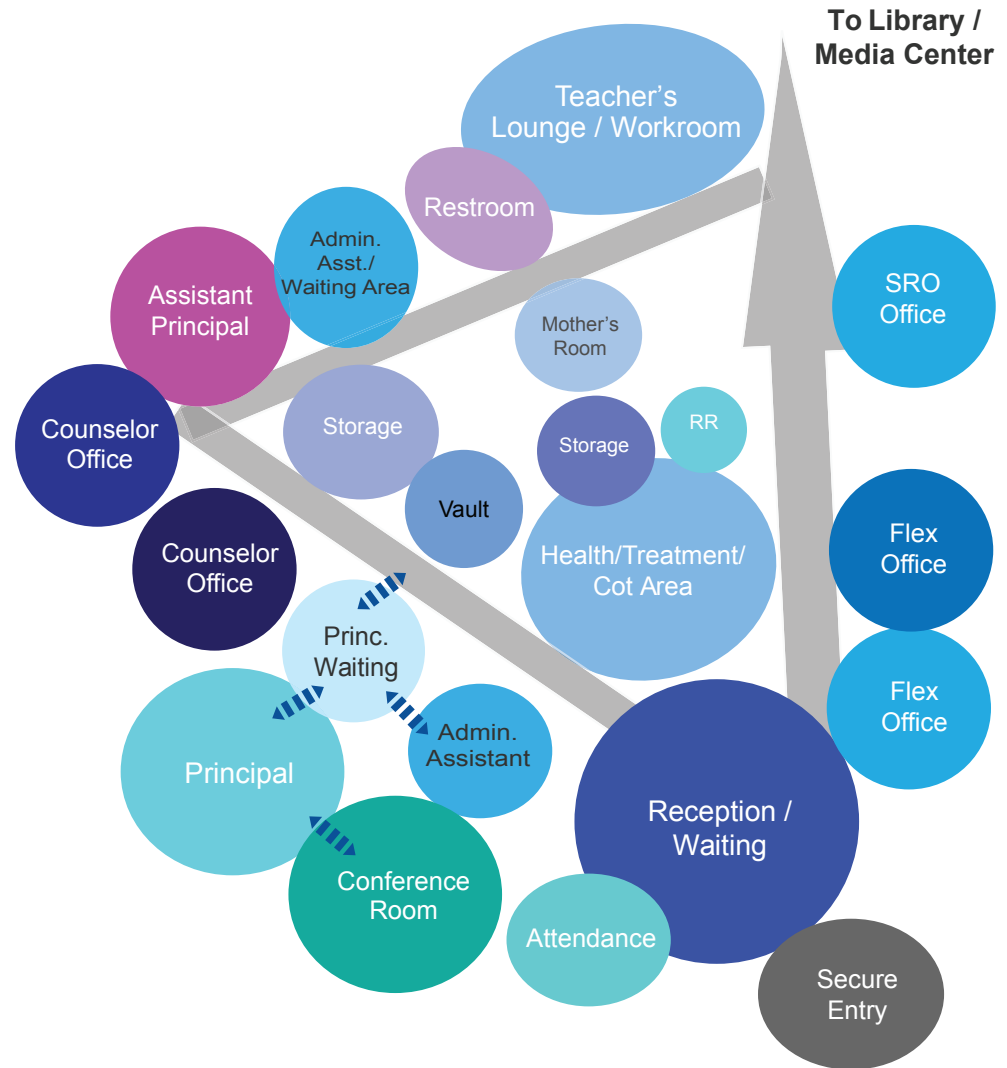 To Library /
Media Center
Teacher's
Lounge / Workroom
Restroom
Admin.
Asst./
Waiting Area
Assistant
Principal
SRO
Office
Mother's
Room
Counselor
Office
Storage
Storage
RR
Vault
Counselor
Office
Health/Treatment/
Cot Area
Flex
Office
Princ.
Waiting
Flex
Office
Admin.
Assistant
Principal
Reception /
Waiting
Conference
Room
Attendance
Secure
Entry